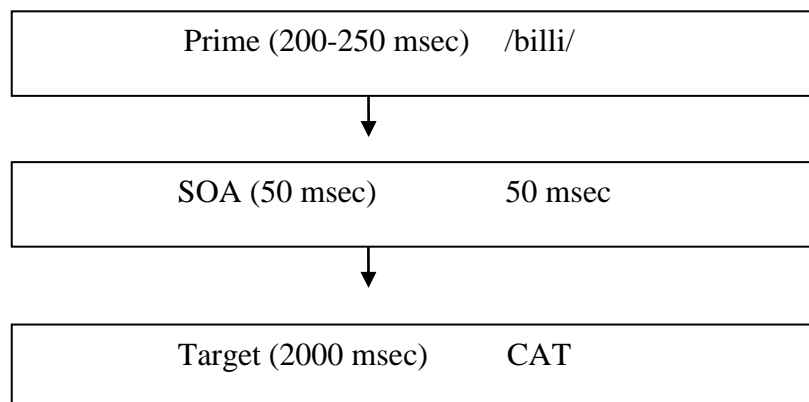 Prime (200-250 msec) /billi/
SOA (50 msec) 50 msec
Target (2000 msec) CAT